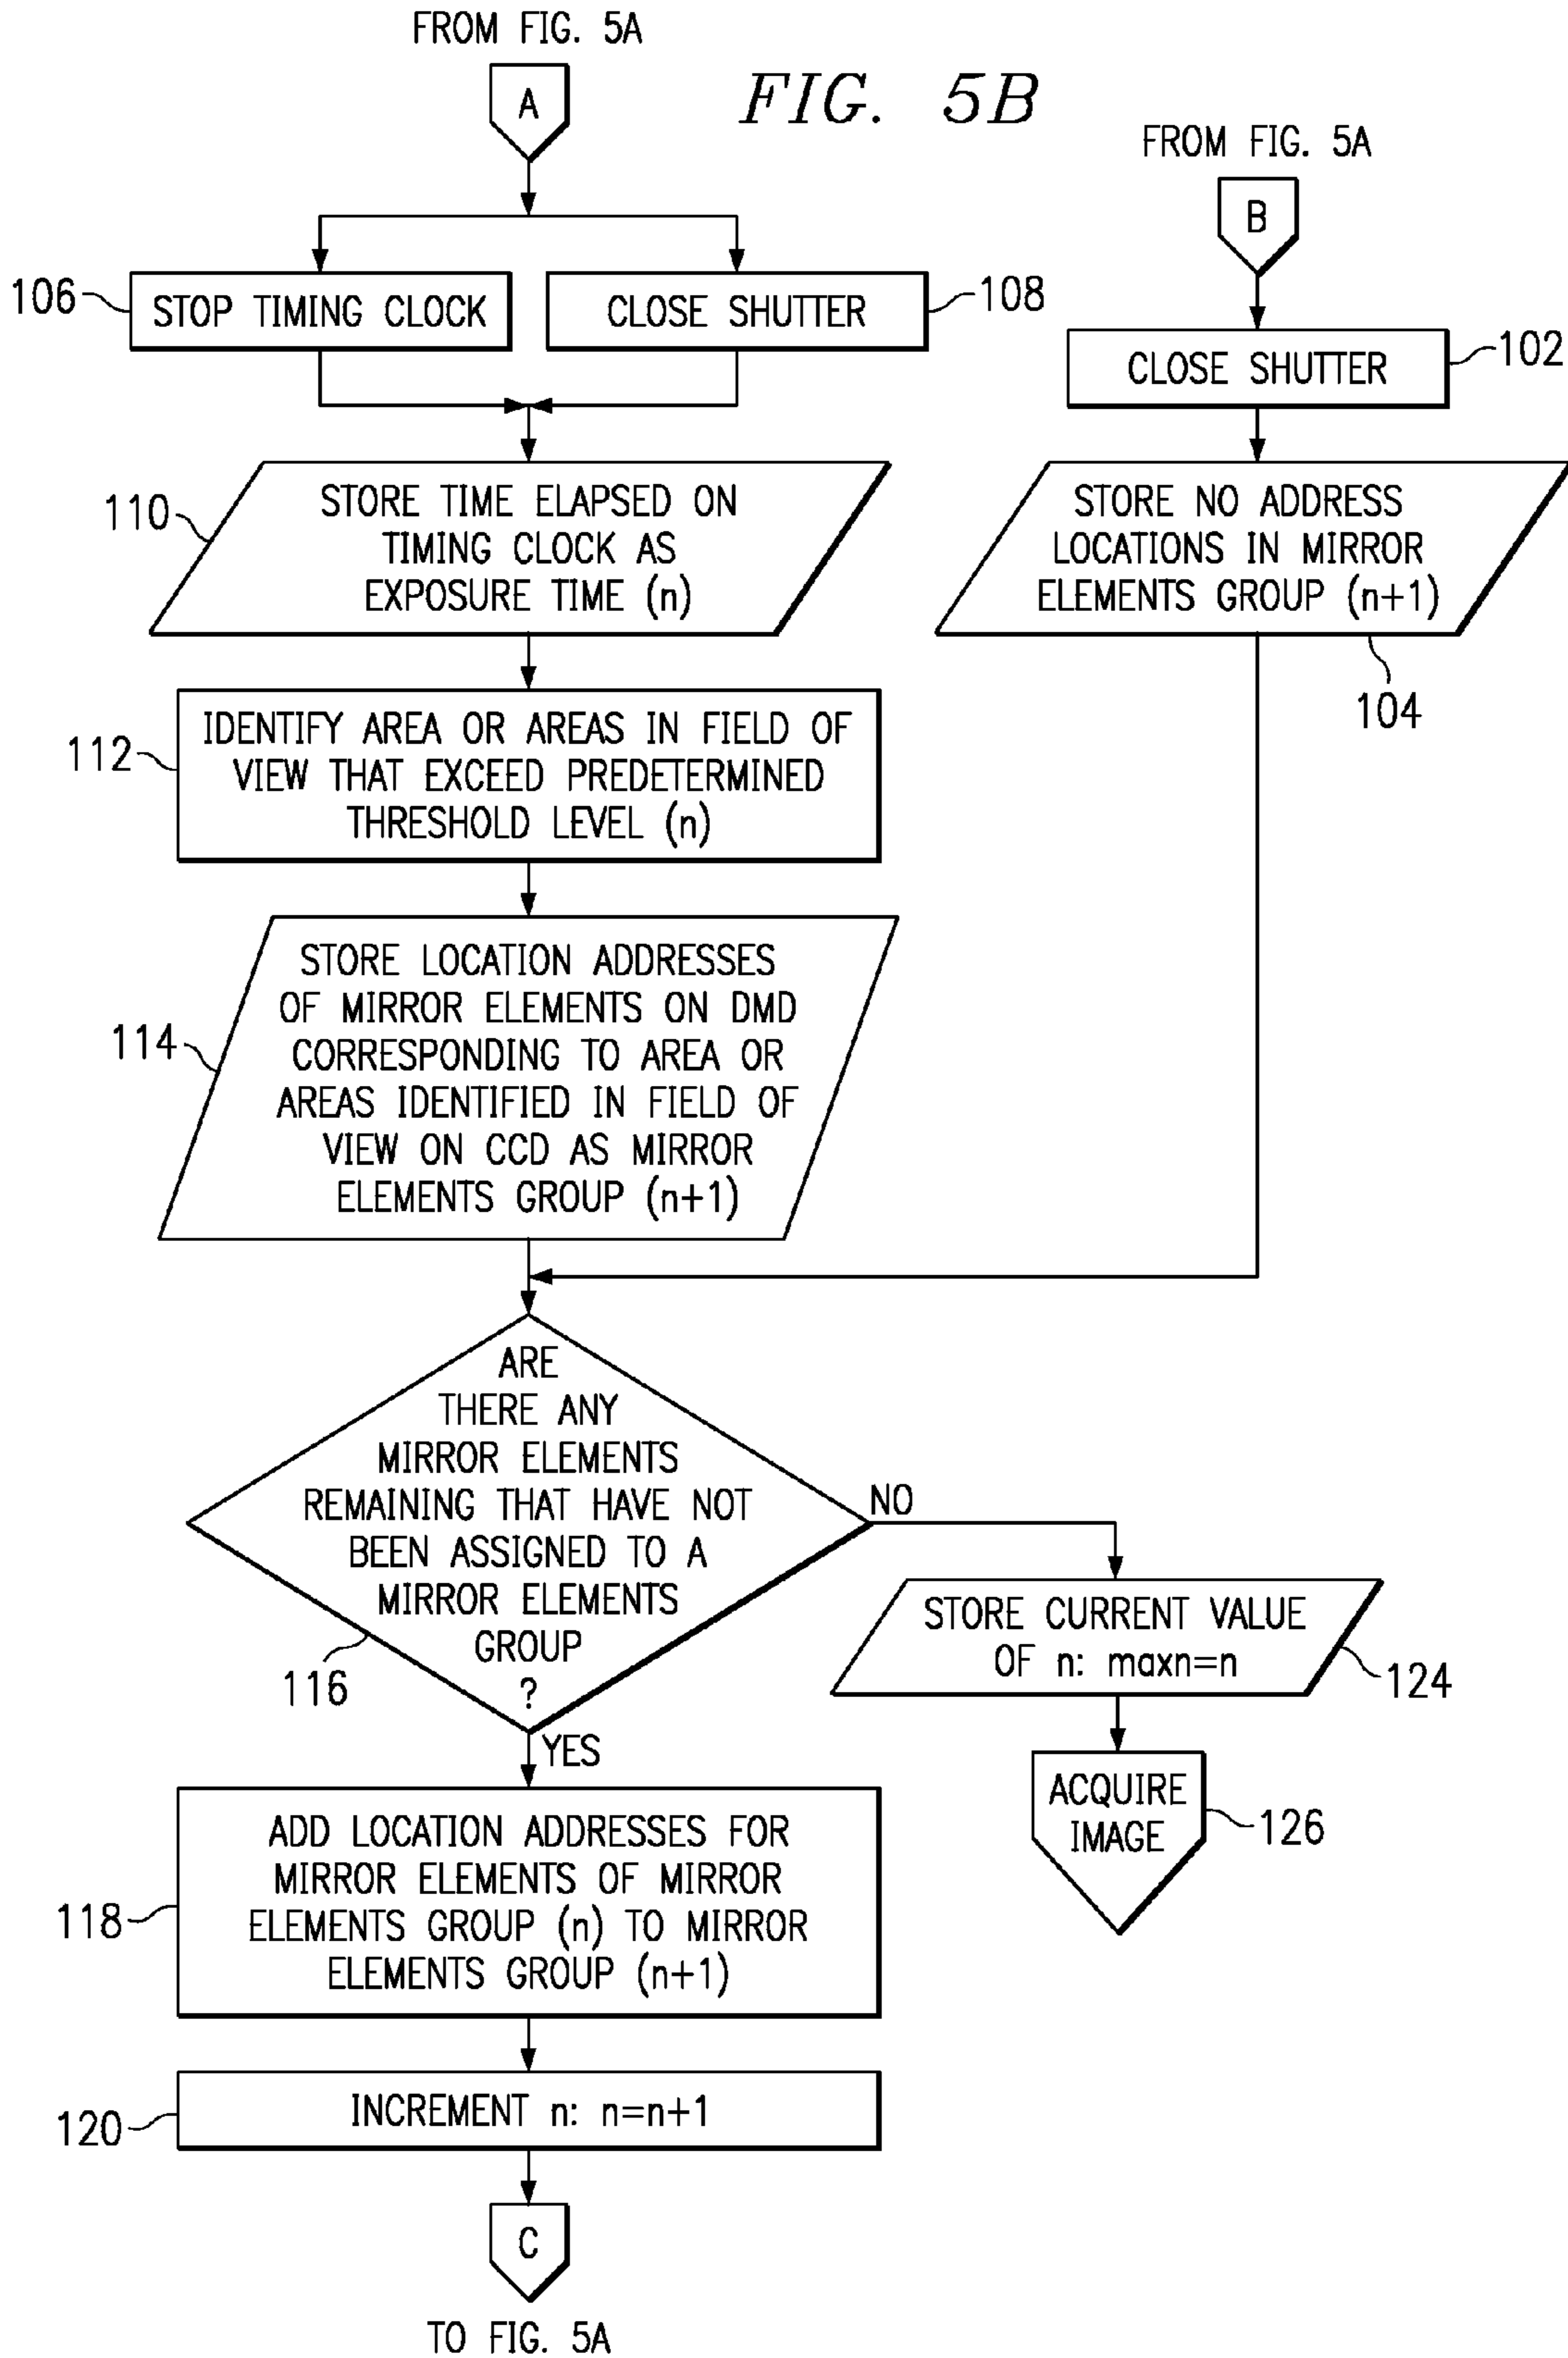 FROM FIG. 5A
A
FIG. 5B
FROM FIG. 5A
B
106
STOP TIMING CLOCK
CLOSE SHUTTER
108
CLOSE SHUTTER
102
110
STORE TIME ELAPSED ON
TIMING CLOCK AS
EXPOSURE TIME (n)
STORE NO ADDRESS
LOCATIONS IN MIRROR
ELEMENTS GROUP (n+1)
104
112
IDENTIFY AREA OR AREAS IN FIELD OF
VIEW THAT EXCEED PREDETERMINED
THRESHOLD LEVEL (n)
114
STORE LOCATION ADDRESSES
OF MIRROR ELEMENTS ON DMD
CORRESPONDING TO AREA OR
AREAS IDENTIFIED IN FIELD OF
VIEW ON CCD AS MIRROR
ELEMENTS GROUP (n+1)
ARE
THERE ANY
MIRROR ELEMENTS
REMAINING THAT HAVE NOT
BEEN ASSIGNED TO A
MIRROR ELEMENTS
GROUP
?
116
NO
YES
STORE CURRENT VALUE
OF n: maxn=n
124
ACQUIRE
IMAGE
126
118
ADD LOCATION ADDRESSES FOR
MIRROR ELEMENTS OF MIRROR
ELEMENTS GROUP (n) TO MIRROR
ELEMENTS GROUP (n+1)
120
INCREMENT n: n=n+1
C
TO FIG. 5A